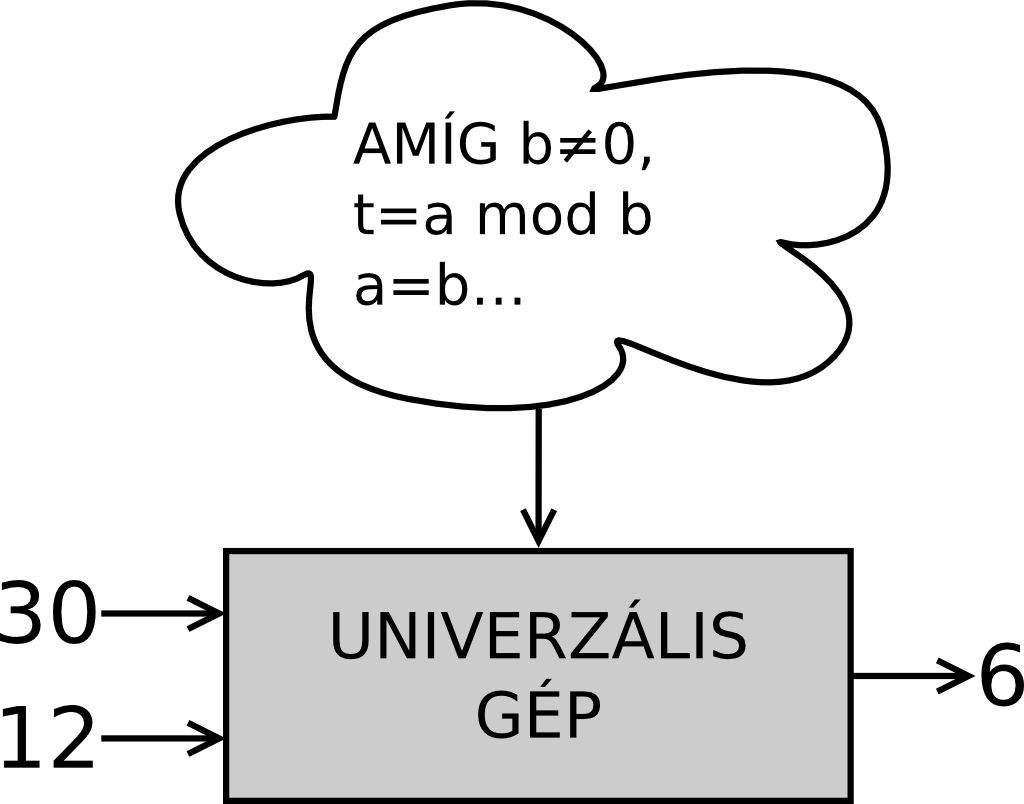 AMÍG b≠0,
t=a mod b
a=b...
30
12
UNIVERZÁLIS
GÉP
6